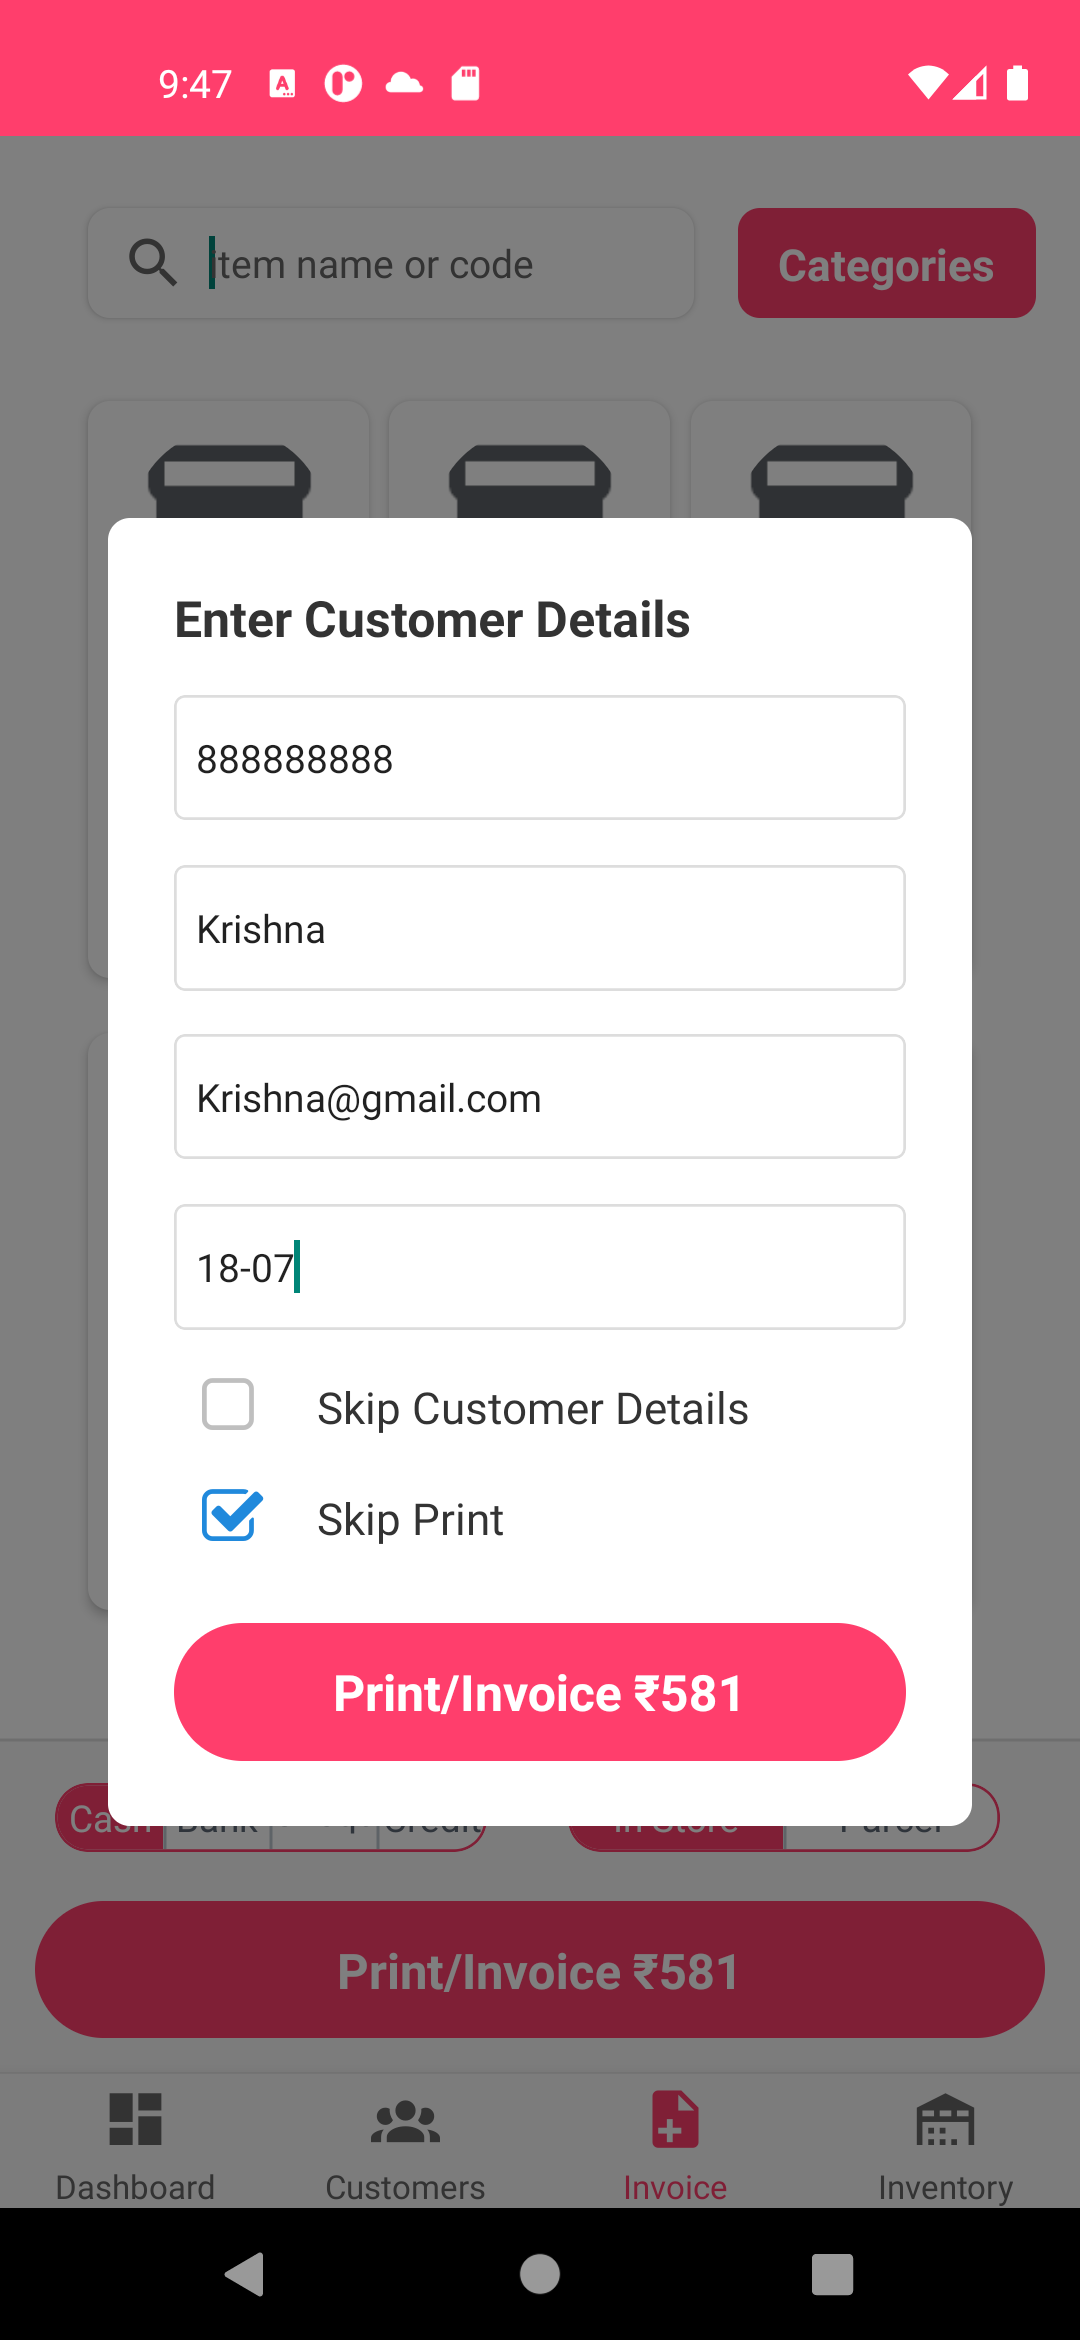 9:47
item name or code
Categories
Enter Customer Details
888888888
Krishna
Krishna@gmail.com
18-07
Skip Customer Details
Skip Print
Print/Invoice ₹581
Cash Bank Credit In Store Parcel
Print/Invoice ₹581
Dashboard Customers Invoice Inventory